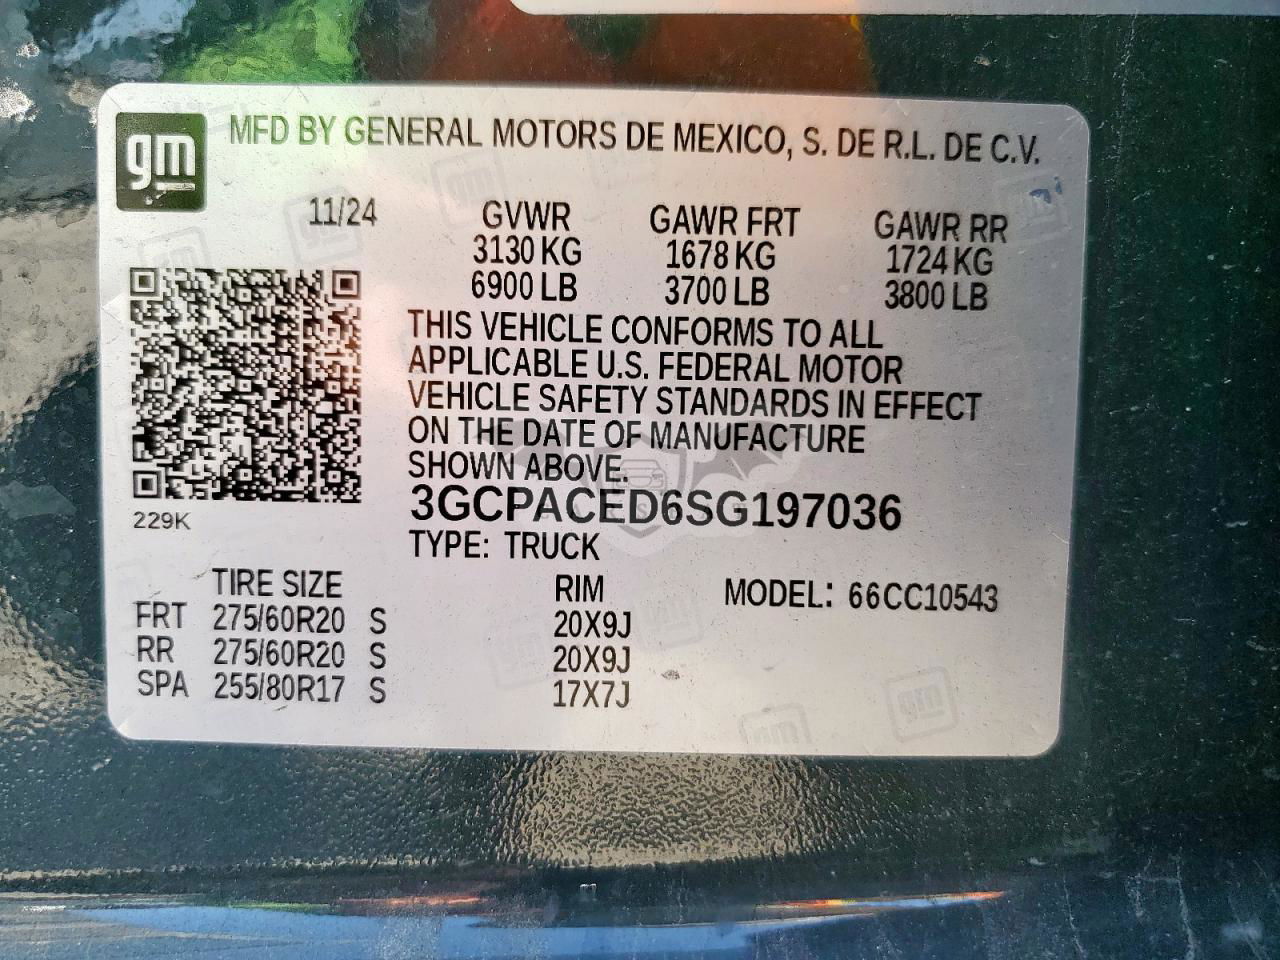 gm
MFD BY GENERAL MOTORS DE MEXICO, S. DE R.L. DE C.V.
11/24 GVWR GAWR FRT GAWR RR
3130 KG 1678 KG 1724 KG
6900 LB 3700 LB 3800 LB
THIS VEHICLE CONFORMS TO ALL
APPLICABLE U.S. FEDERAL MOTOR
VEHICLE SAFETY STANDARDS IN EFFECT
ON THE DATE OF MANUFACTURE
SHOWN ABOVE.
3GCPACED6SG197036
229K
TYPE: TRUCK
TIRE SIZE RIM MODEL: 66CC10543
FRT 275/60R20 S 20X9J
RR 275/60R20 S 20X9J
SPA 255/80R17 S 17X7J